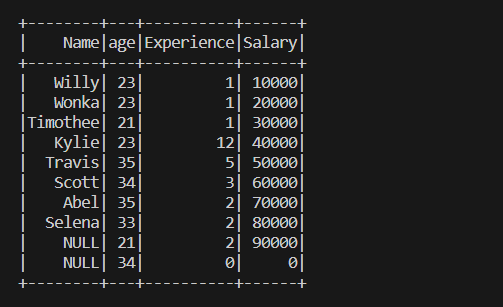 +--------+---+----------+------+
|    Name|age|Experience|Salary|
+--------+---+----------+------+
|   Willy| 23|         1| 10000|
|   Wonka| 23|         1| 20000|
|Timothee| 21|         1| 30000|
|   Kylie| 23|        12| 40000|
|  Travis| 35|         5| 50000|
|   Scott| 34|         3| 60000|
|    Abel| 35|         2| 70000|
|  Selena| 33|         2| 80000|
|    NULL| 21|         2| 90000|
|    NULL| 34|         0|     0|
+--------+---+----------+------+